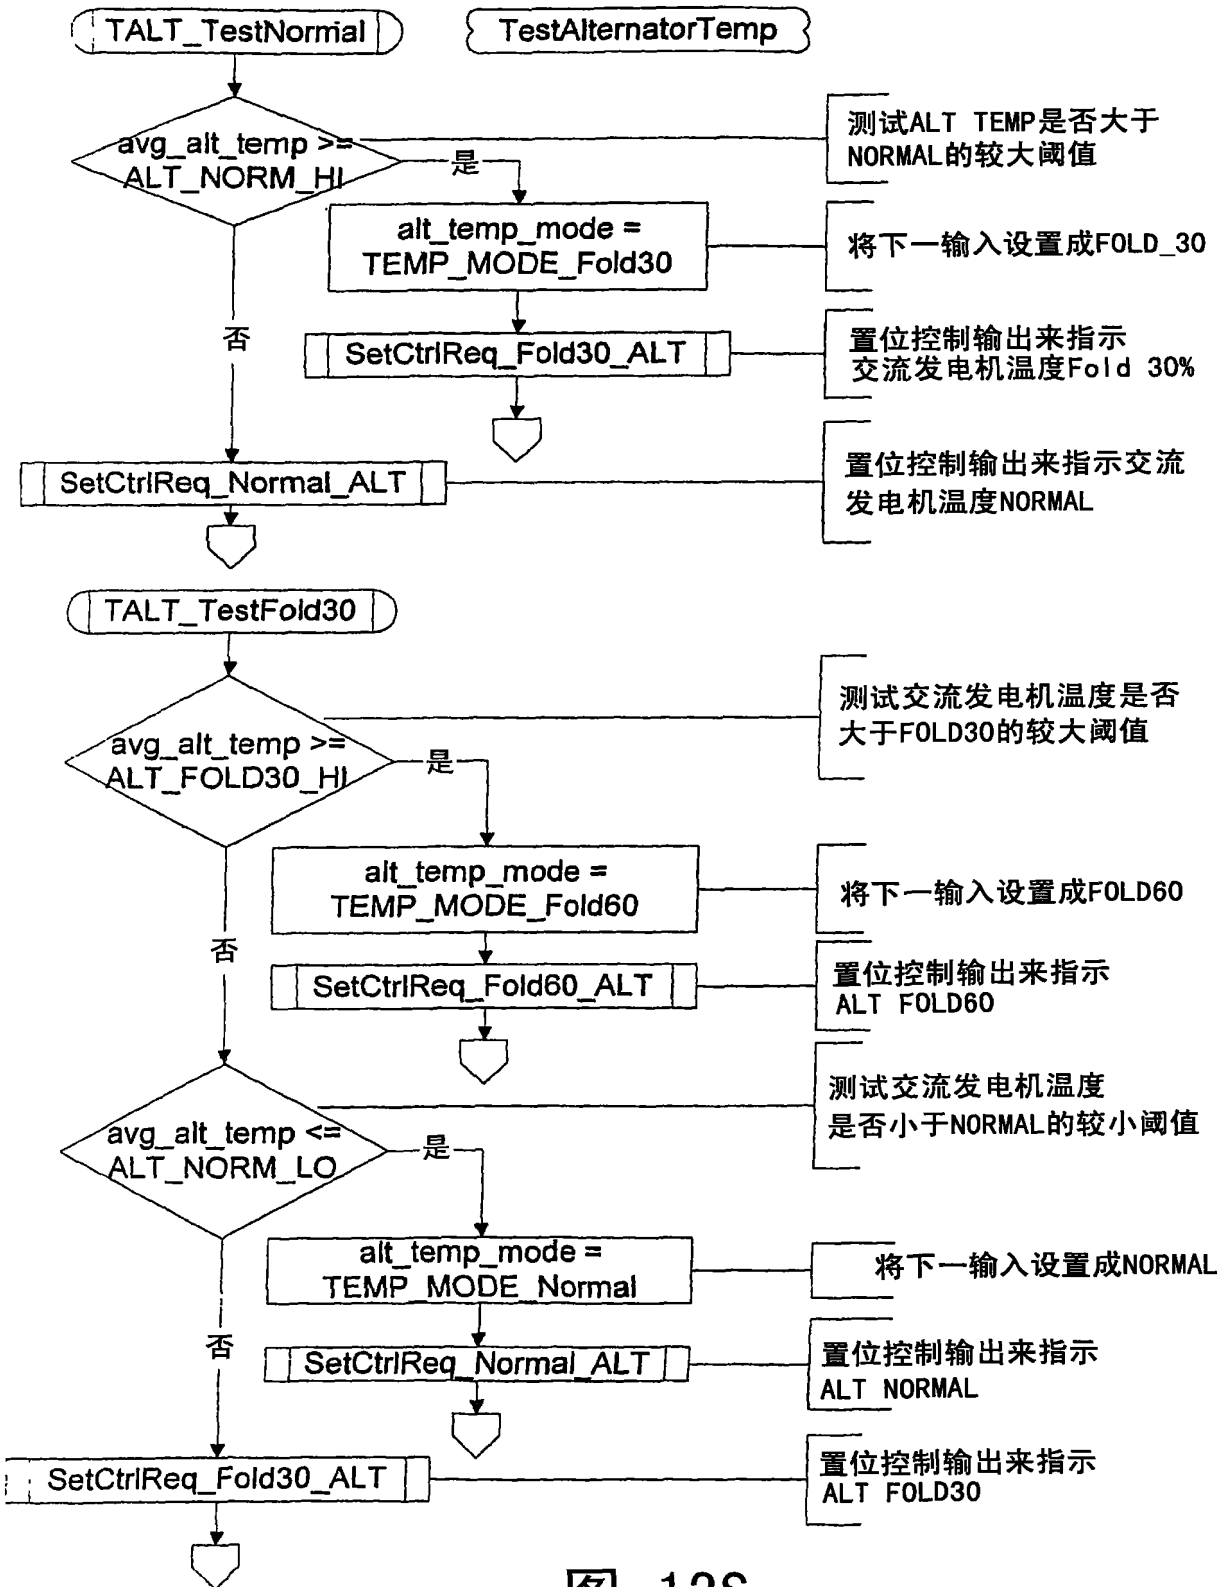 TALT_TestNormal
TestAlternatorTemp
avg_alt_temp >=
ALT_NORM_HI
测试ALT TEMP是否大于
NORMAL的较大阈值
是
alt_temp_mode =
TEMP_MODE_Fold30
将下一输入设置成FOLD_30
否
SetCtrlReq_Fold30_ALT
置位控制输出来指示
交流发电机温度Fold 30%
SetCtrlReq_Normal_ALT
置位控制输出来指示交流
发电机温度NORMAL
TALT_TestFold30
avg_alt_temp >=
ALT_FOLD30_HI
测试交流发电机温度是否
大于FOLD30的较大阈值
是
alt_temp_mode =
TEMP_MODE_Fold60
将下一输入设置成FOLD60
否
SetCtrlReq_Fold60_ALT
置位控制输出来指示
ALT FOLD60
avg_alt_temp <=
ALT_NORM_LO
测试交流发电机温度
是否小于NORMAL的较小阈值
是
alt_temp_mode =
TEMP_MODE_Normal
将下一输入设置成NORMAL
否
SetCtrlReq_Normal_ALT
置位控制输出来指示
ALT NORMAL
SetCtrlReq_Fold30_ALT
置位控制输出来指示
ALT FOLD30
图 12S